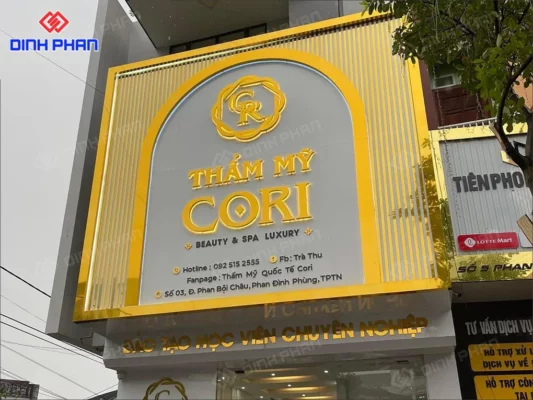 DINH PHAN
CR
THẨM MỸ
CORI
BEAUTY & SPA LUXURY
Hotline : 092 515 2555 Fb : Trà Thu
Fanpage : Thẩm Mỹ Quốc Tế Cori
Số 03, Đ. Phan Bội Châu, Phan Đình Phùng, TPTN
ĐÀO TẠO HỌC VIÊN CHUYÊN NGHIỆP
TIÊN PHO
LOTTE Mart
SỐ 5 PHAN
TƯ VẤN DỊCH VỤ
HỖ TRỢ XỬ L
DỊCH VỤ VỀ
HỖ TRỢ CÔN
TẠI